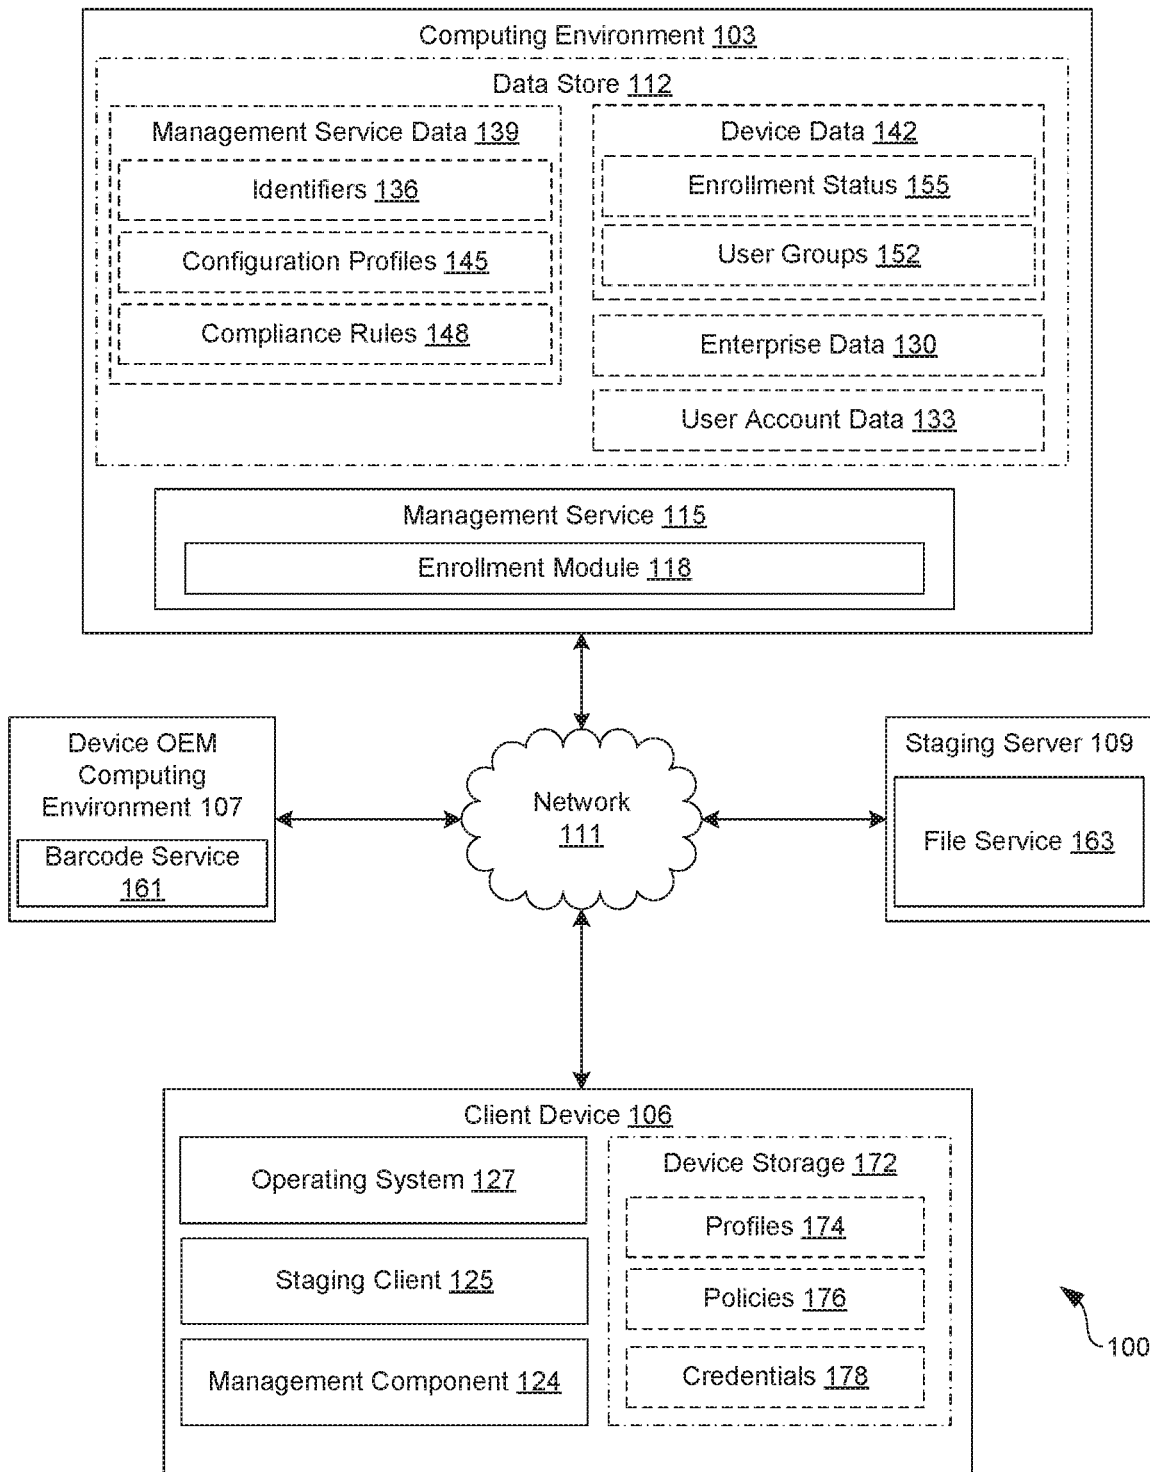 Computing Environment 103
Data Store 112
Management Service Data 139
Identifiers 136
Configuration Profiles 145
Compliance Rules 148
Device Data 142
Enrollment Status 155
User Groups 152
Enterprise Data 130
User Account Data 133
Management Service 115
Enrollment Module 118
Device OEM
Computing
Environment 107
Barcode Service
161
Network
111
Staging Server 109
File Service 163
Client Device 106
Operating System 127
Staging Client 125
Management Component 124
Device Storage 172
Profiles 174
Policies 176
Credentials 178
100